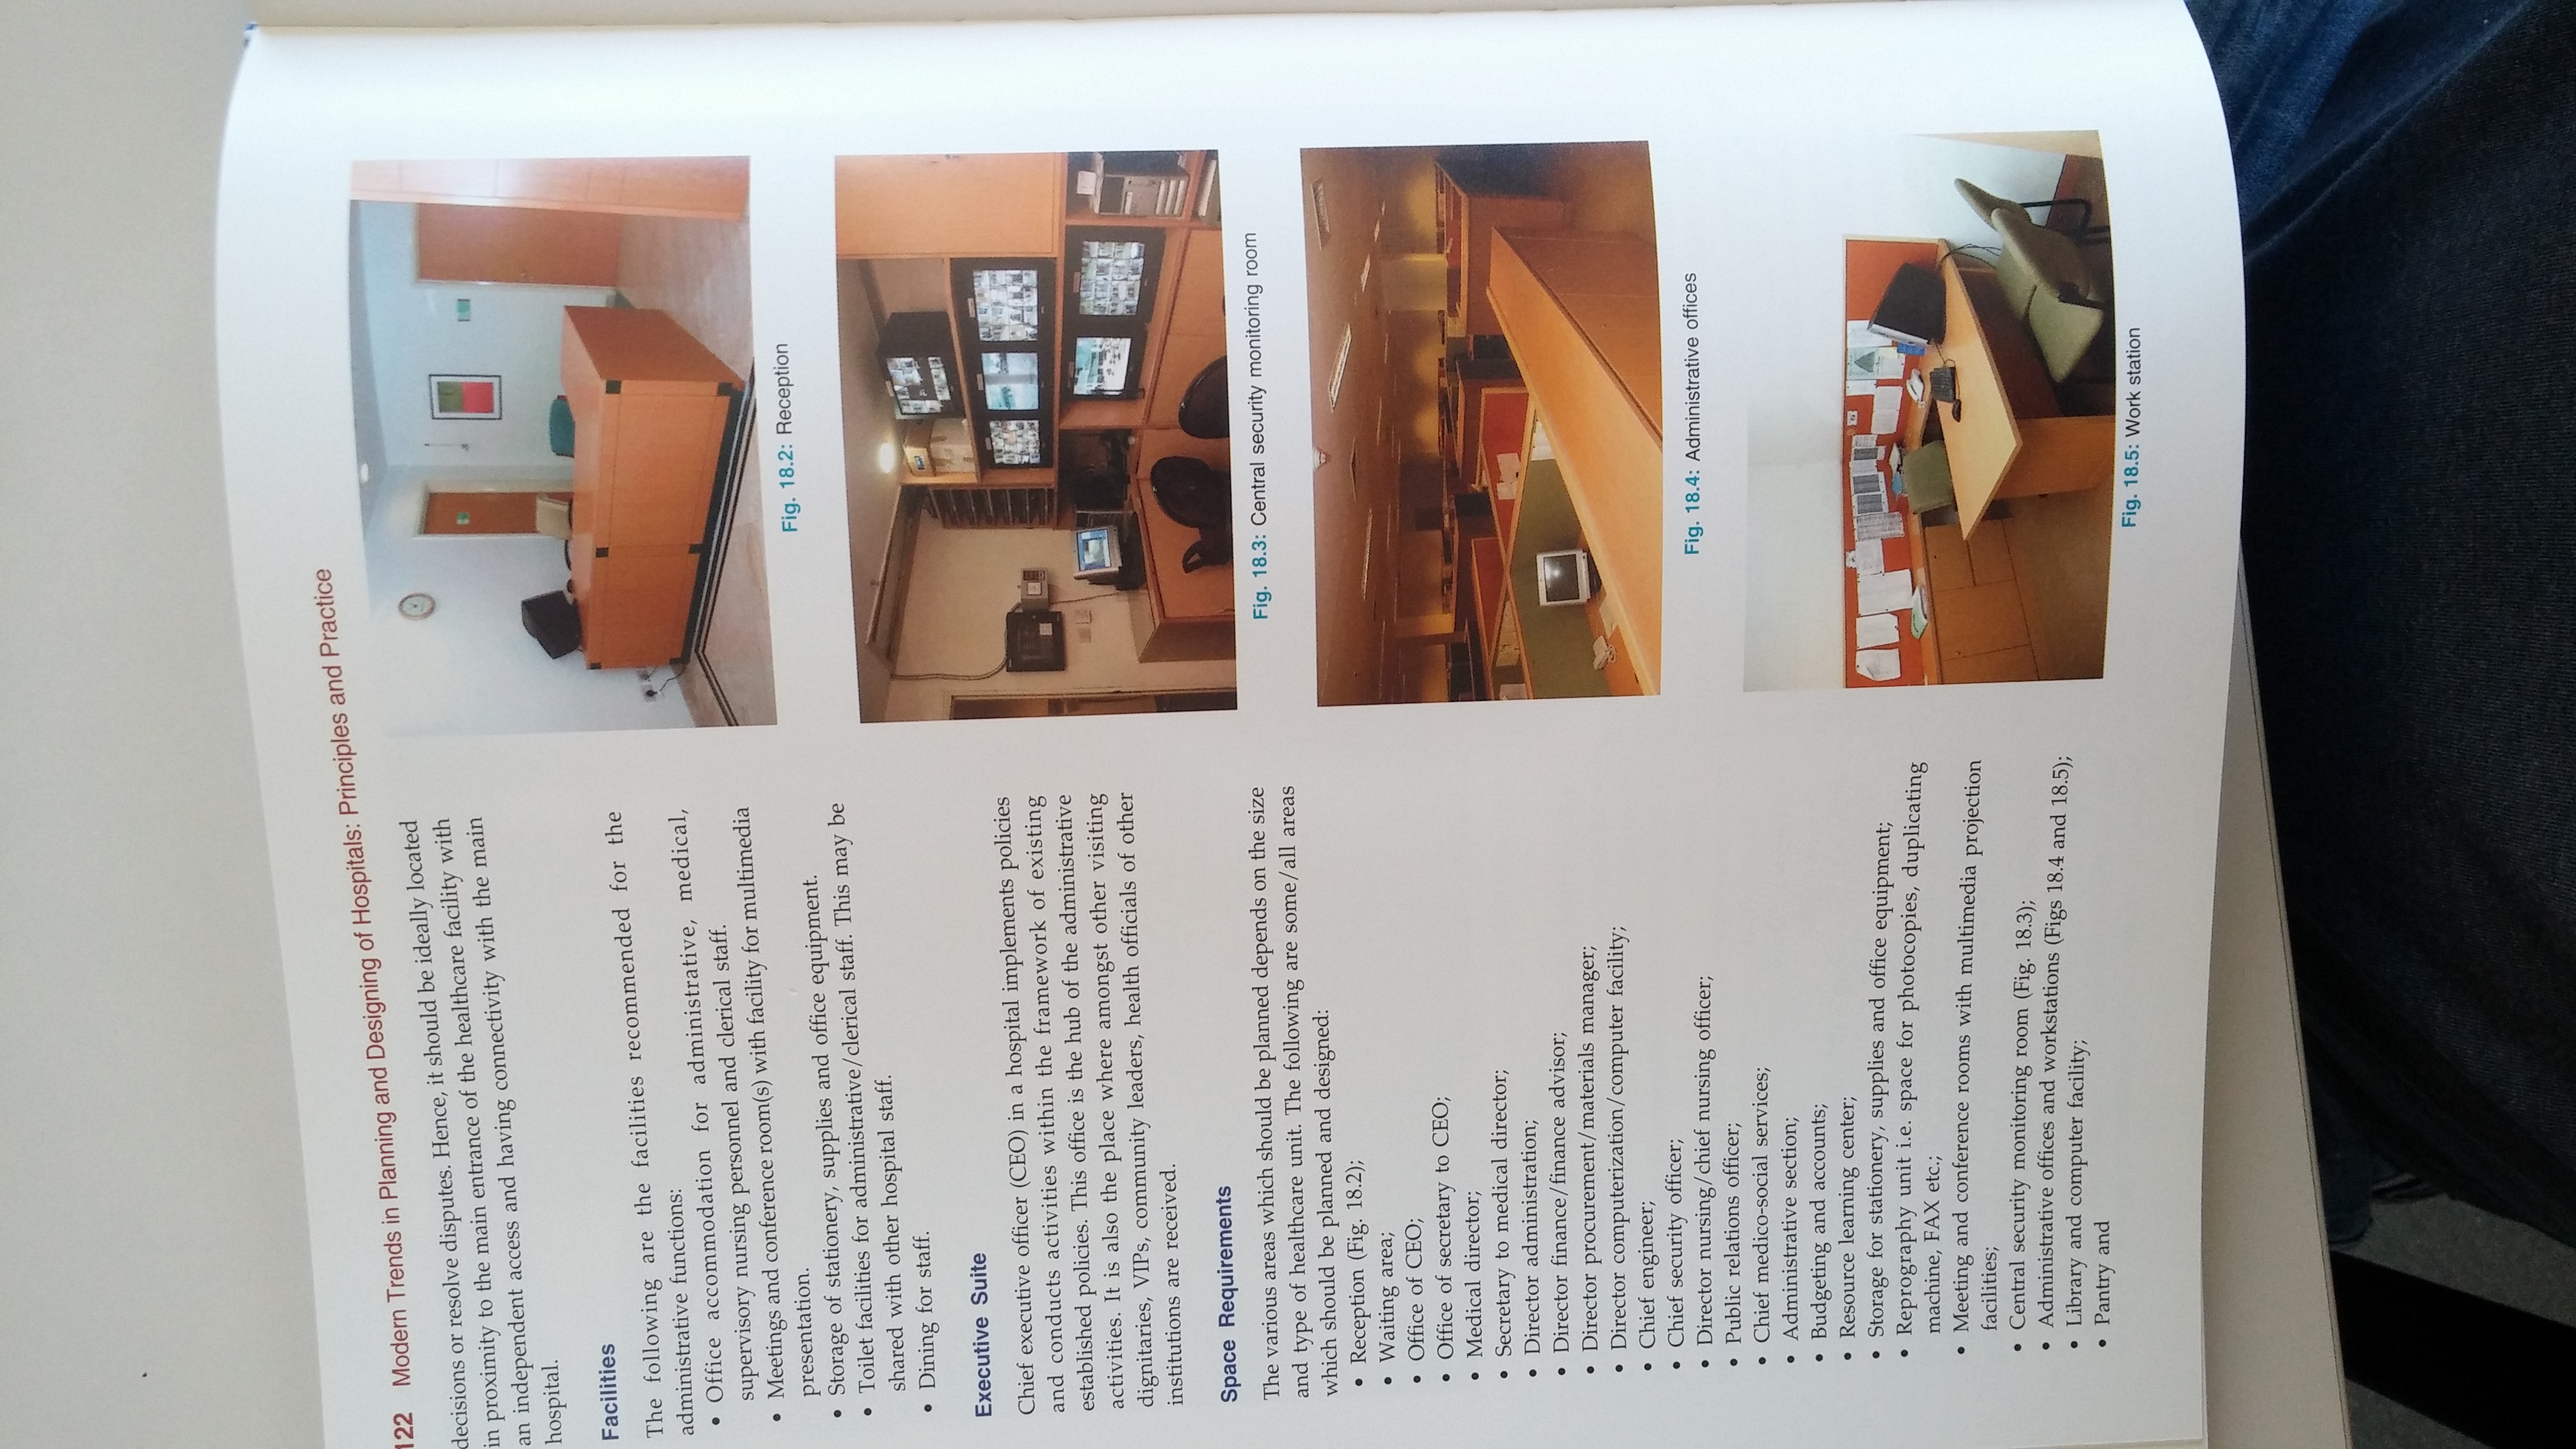 122 Modern Trends in Planning and Designing of Hospitals: Principles and Practice
decisions or resolve disputes. Hence, it should be ideally located
in proximity to the main entrance of the healthcare facility with
an independent access and having connectivity with the main
hospital.
Facilities
The following are the facilities recommended for the
administrative functions:
• Office accommodation for administrative, medical,
supervisory nursing personnel and clerical staff.
• Meetings and conference room(s) with facility for multimedia
presentation.
• Storage of stationery, supplies and office equipment.
• Toilet facilities for administrative/clerical staff. This may be
shared with other hospital staff.
• Dining for staff.
Executive Suite
Chief executive officer (CEO) in a hospital implements policies
and conducts activities within the framework of existing
established policies. This office is the hub of the administrative
activities. It is also the place where amongst other visiting
dignitaries, VIPs, community leaders, health officials of other
institutions are received.
Space Requirements
The various areas which should be planned depends on the size
and type of healthcare unit. The following are some/all areas
which should be planned and designed:
• Reception (Fig. 18.2);
• Waiting area;
• Office of CEO;
• Office of secretary to CEO;
• Medical director;
• Secretary to medical director;
• Director administration;
• Director finance/finance advisor;
• Director procurement/materials manager;
• Director computerization/computer facility;
• Chief engineer;
• Chief security officer;
• Director nursing/chief nursing officer;
• Public relations officer;
• Chief medico-social services;
• Administrative section;
• Budgeting and accounts;
• Resource learning center;
• Storage for stationery, supplies and office equipment;
• Reprography unit i.e. space for photocopies, duplicating
machine, FAX etc.;
• Meeting and conference rooms with multimedia projection
facilities;
• Central security monitoring room (Fig. 18.3);
• Administrative offices and workstations (Figs 18.4 and 18.5);
• Library and computer facility;
• Pantry and
Fig. 18.2: Reception
Fig. 18.3: Central security monitoring room
Fig. 18.4: Administrative offices
Fig. 18.5: Work station